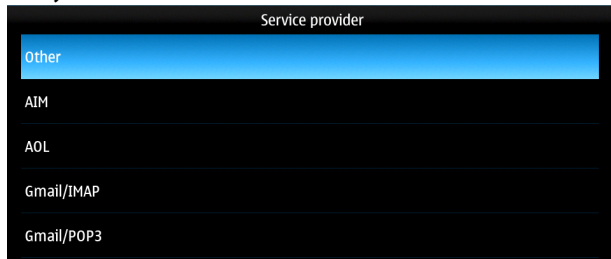 Service provider
Other
AIM
AOL
Gmail/IMAP
Gmail/POP3